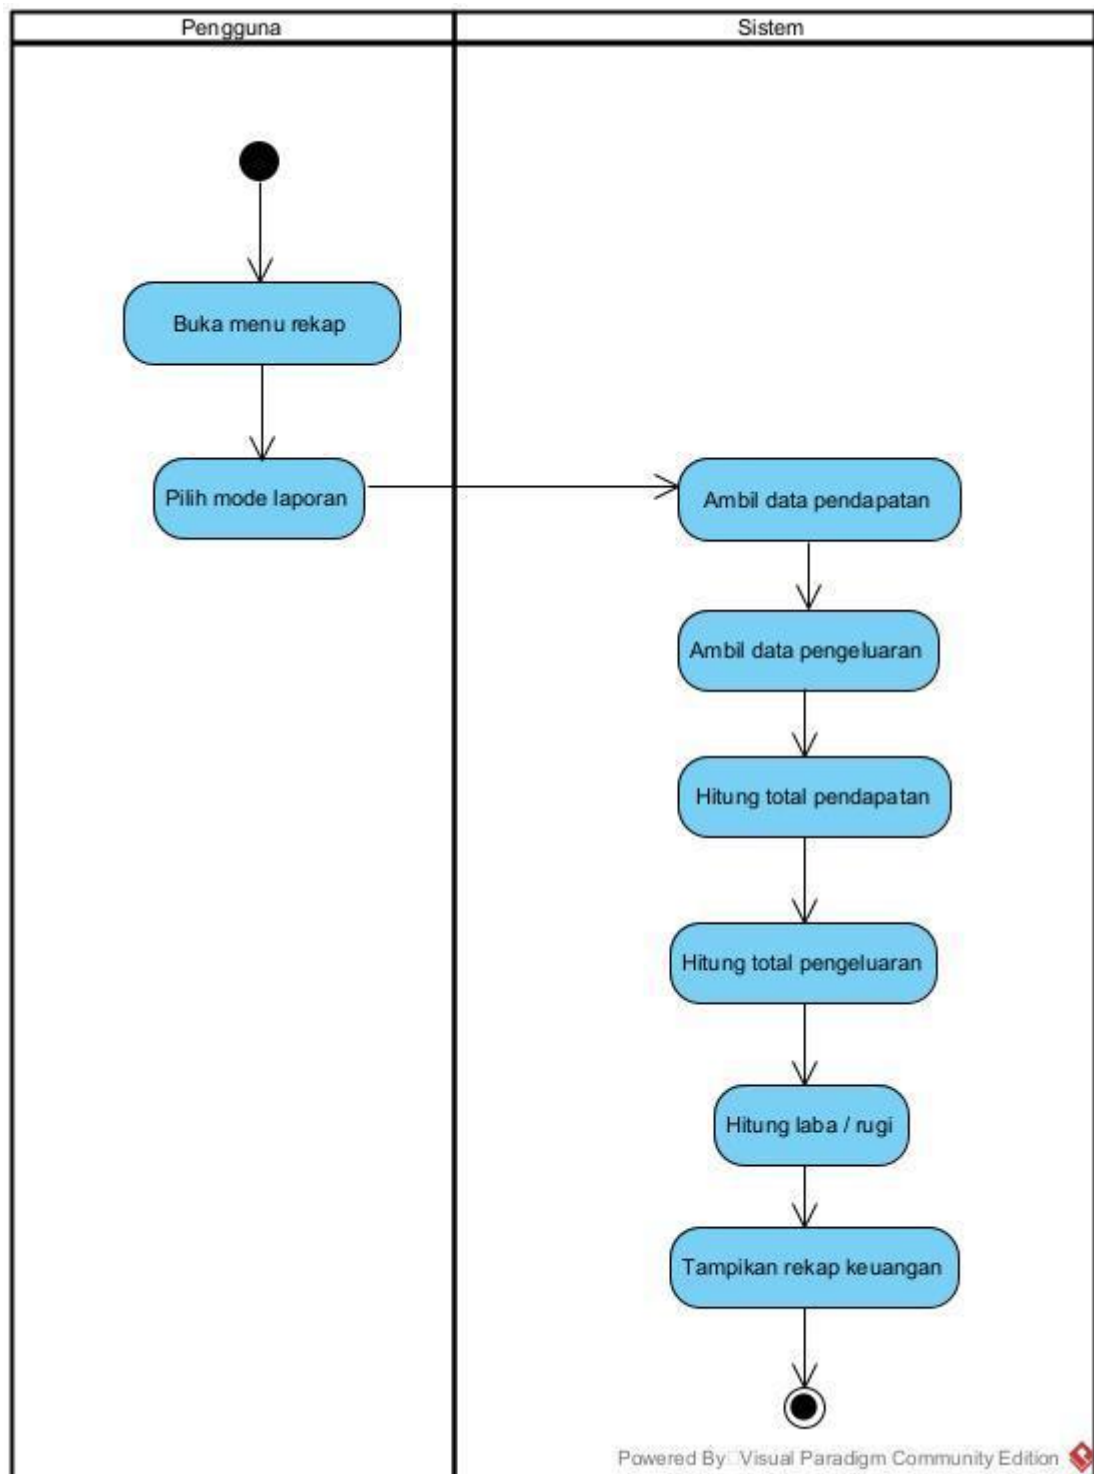 Pengguna
Sistem
Buka menu rekap
Pilih mode laporan
Ambil data pendapatan
Ambil data pengeluaran
Hitung total pendapatan
Hitung total pengeluaran
Hitung laba / rugi
Tampikan rekap keuangan
Powered By Visual Paradigm Community Edition